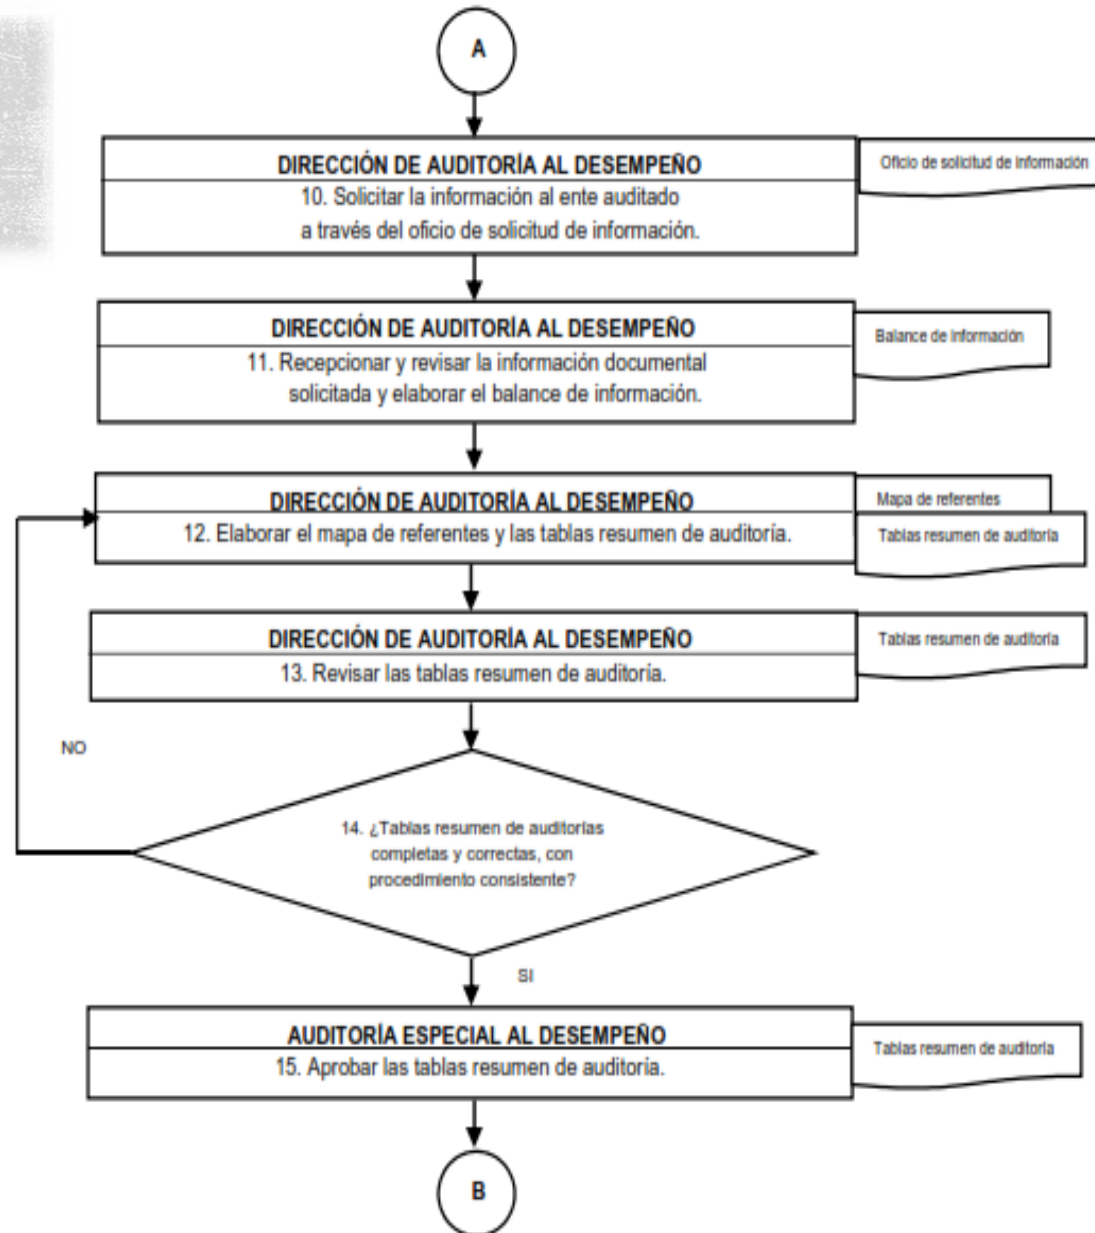 A
DIRECCIÓN DE AUDITORÍA AL DESEMPEÑO
Oficio de solicitud de información
10. Solicitar la información al ente auditado
a través del oficio de solicitud de información.
DIRECCIÓN DE AUDITORÍA AL DESEMPEÑO
Balance de información
11. Recepcionar y revisar la información documental
solicitada y elaborar el balance de información.
DIRECCIÓN DE AUDITORÍA AL DESEMPEÑO
Mapa de referentes
12. Elaborar el mapa de referentes y las tablas resumen de auditoría.
Tablas resumen de auditoría
DIRECCIÓN DE AUDITORÍA AL DESEMPEÑO
Tablas resumen de auditoría
13. Revisar las tablas resumen de auditoría.
NO
14. ¿Tablas resumen de auditorías
completas y correctas, con
procedimiento consistente?
SI
AUDITORÍA ESPECIAL AL DESEMPEÑO
Tablas resumen de auditoría
15. Aprobar las tablas resumen de auditoría.
B